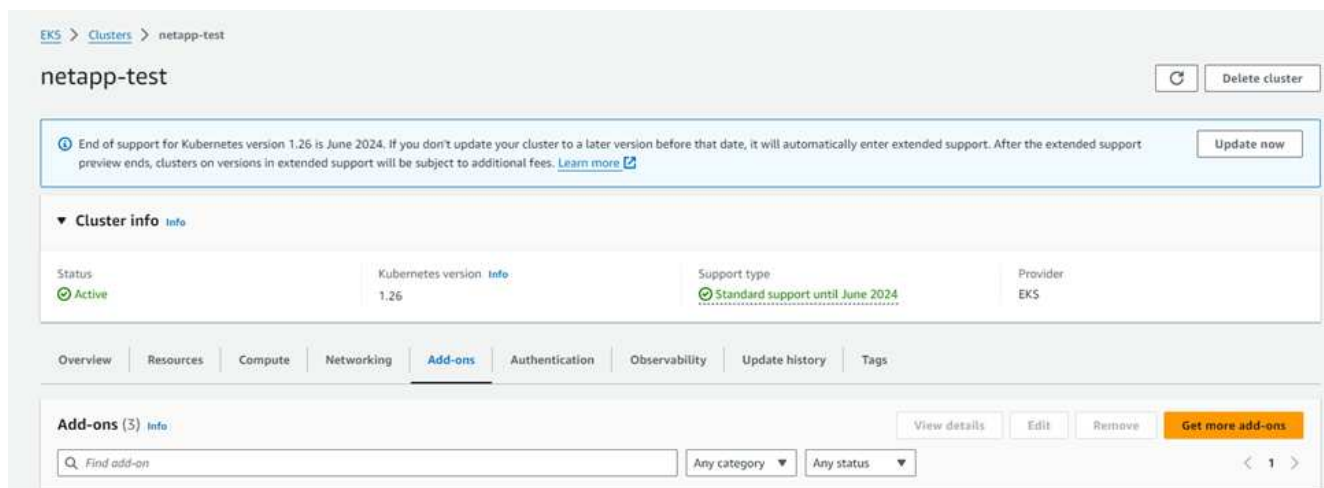 EKS > Clusters > netapp-test
netapp-test
Delete cluster
End of support for Kubernetes version 1.26 is June 2024. If you don't update your cluster to a later version before that date, it will automatically enter extended support. After the extended support
preview ends, clusters on versions in extended support will be subject to additional fees. Learn more
Update now
Cluster info Info
Status
Active
Kubernetes version Info
1.26
Support type
Standard support until June 2024
Provider
EKS
Overview Resources Compute Networking Add-ons Authentication Observability Update history Tags
Add-ons (3) Info
View details Edit Remove Get more add-ons
Find add-on
Any category Any status < 1 >